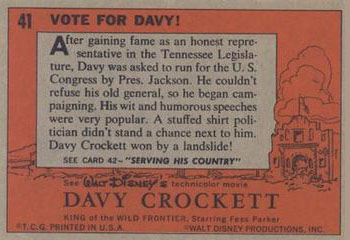 41 VOTE FOR DAVY!
After gaining fame as an honest repre-
sentative in the Tennessee Legisla-
ture, Davy was asked to run for the U. S.
Congress by Pres. Jackson. He couldn't
refuse his old general, so he began cam-
paigning. His wit and humorous speeches
were very popular. A stuffed shirt poli-
tician didn't stand a chance next to him.
Davy Crockett won by a landslide!
SEE CARD 42-"SERVING HIS COUNTRY"
See WALT DISNEY'S technicolor movie
DAVY CROCKETT
KING of the WILD FRONTIER, Starring Fess Parker
©T.C.G. PRINTED IN U.S.A. ©WALT DISNEY PRODUCTIONS, INC.